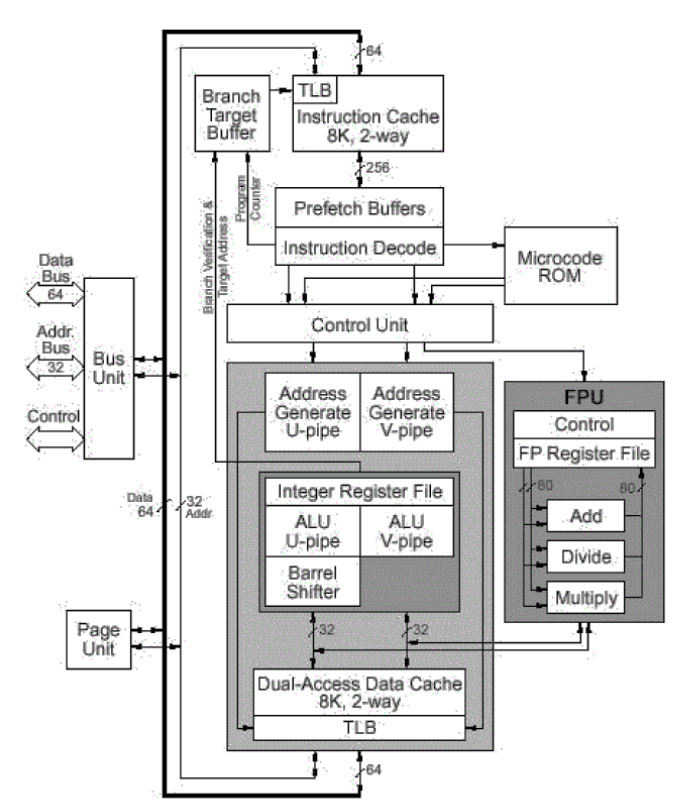 64
TLB
Instruction Cache
8K, 2-way
Branch
Target
Buffer
256
Branch Verification &
Target Address
Program
Counter
Prefetch Buffers
Instruction Decode
Microcode
ROM
Control Unit
Data
Bus
64
Addr.
Bus
32
Control
Bus
Unit
Address
Generate
U-pipe
Address
Generate
V-pipe
FPU
Control
FP Register File
80
80
Add
Divide
Multiply
Integer Register File
ALU
U-pipe
ALU
V-pipe
Barrel
Shifter
Data
64
32
Addr.
32
32
Page
Unit
Dual-Access Data Cache
8K, 2-way
TLB
64